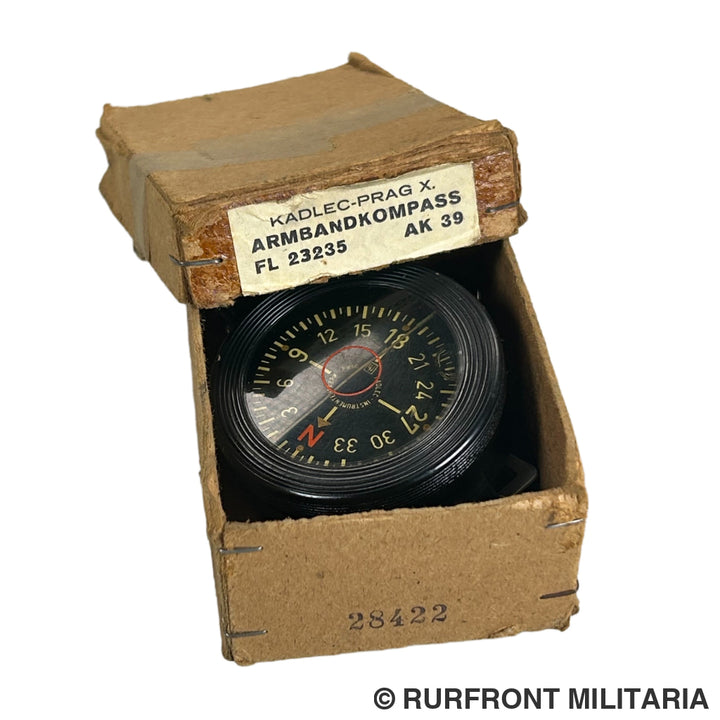 KADLEC-PRAG X.
ARMBANDKOMPASS
FL 23235 AK 39
12 15 18
9 21
6 24
3 27
N 33 30
28422
© RURFRONT MILITARIA